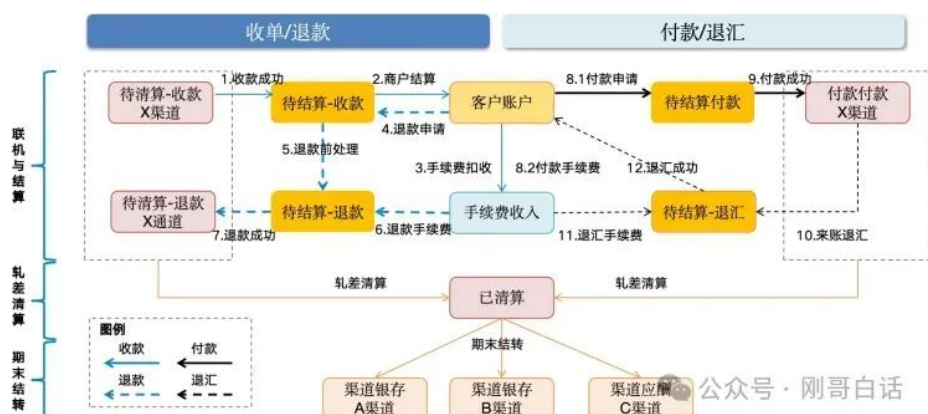 收单/退款
付款/退汇
联机与结算
待清算-收款
X渠道
1.收款成功
待结算-收款
2.商户结算
客户账户
8.1付款申请
待结算付款
9.付款成功
付款付款
X渠道
4.退款申请
5.退款前处理
3.手续费扣收
8.2付款手续费
12.退汇成功
待清算-退款
X通道
7.退款成功
待结算-退款
6.退款手续费
手续费收入
11.退汇手续费
待结算-退汇
10.来账退汇
轧差清算
轧差清算
已清算
轧差清算
图例
收款
付款
退款
退汇
期末结转
期末结转
渠道银存
A渠道
渠道银存
B渠道
渠道应酬
C渠道
公众号·刚哥白话